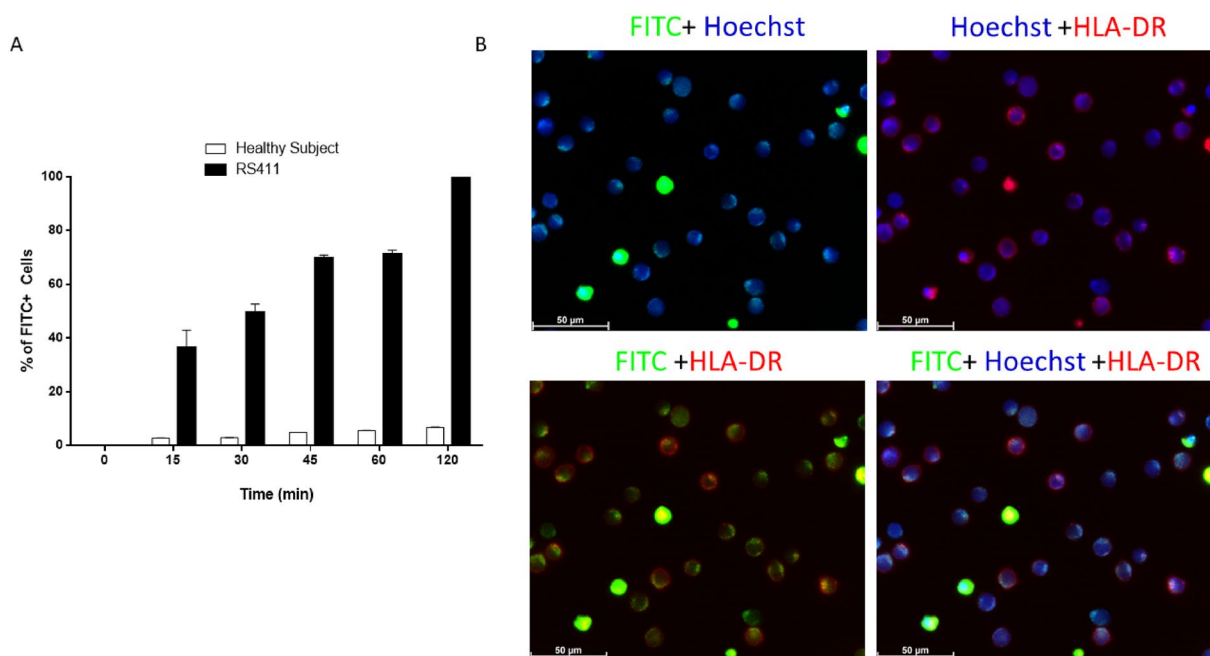 A
Healthy Subject
RS411
100
80
60
40
20
0
% of FITC+ Cells
0 15 30 45 60 120
Time (min)
B
FITC+ Hoechst
Hoechst +HLA-DR
50 µm
50 µm
FITC +HLA-DR
FITC+ Hoechst +HLA-DR
50 µm
50 µm